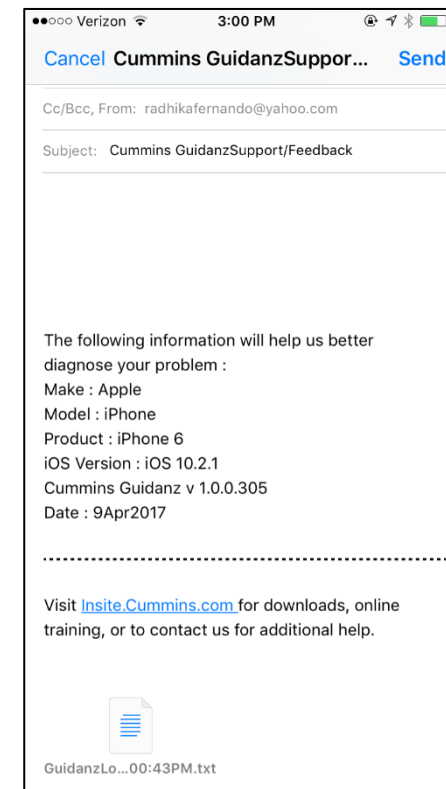 Verizon 3:00 PM
Cancel Cummins GuidanzSuppor... Send
Cc/Bcc, From: radhikafernando@yahoo.com
Subject: Cummins GuidanzSupport/Feedback
The following information will help us better
diagnose your problem :
Make : Apple
Model : iPhone
Product : iPhone 6
iOS Version : iOS 10.2.1
Cummins Guidanz v 1.0.0.305
Date : 9Apr2017
Visit Insite.Cummins.com for downloads, online
training, or to contact us for additional help.
GuidanzLo...00:43PM.txt